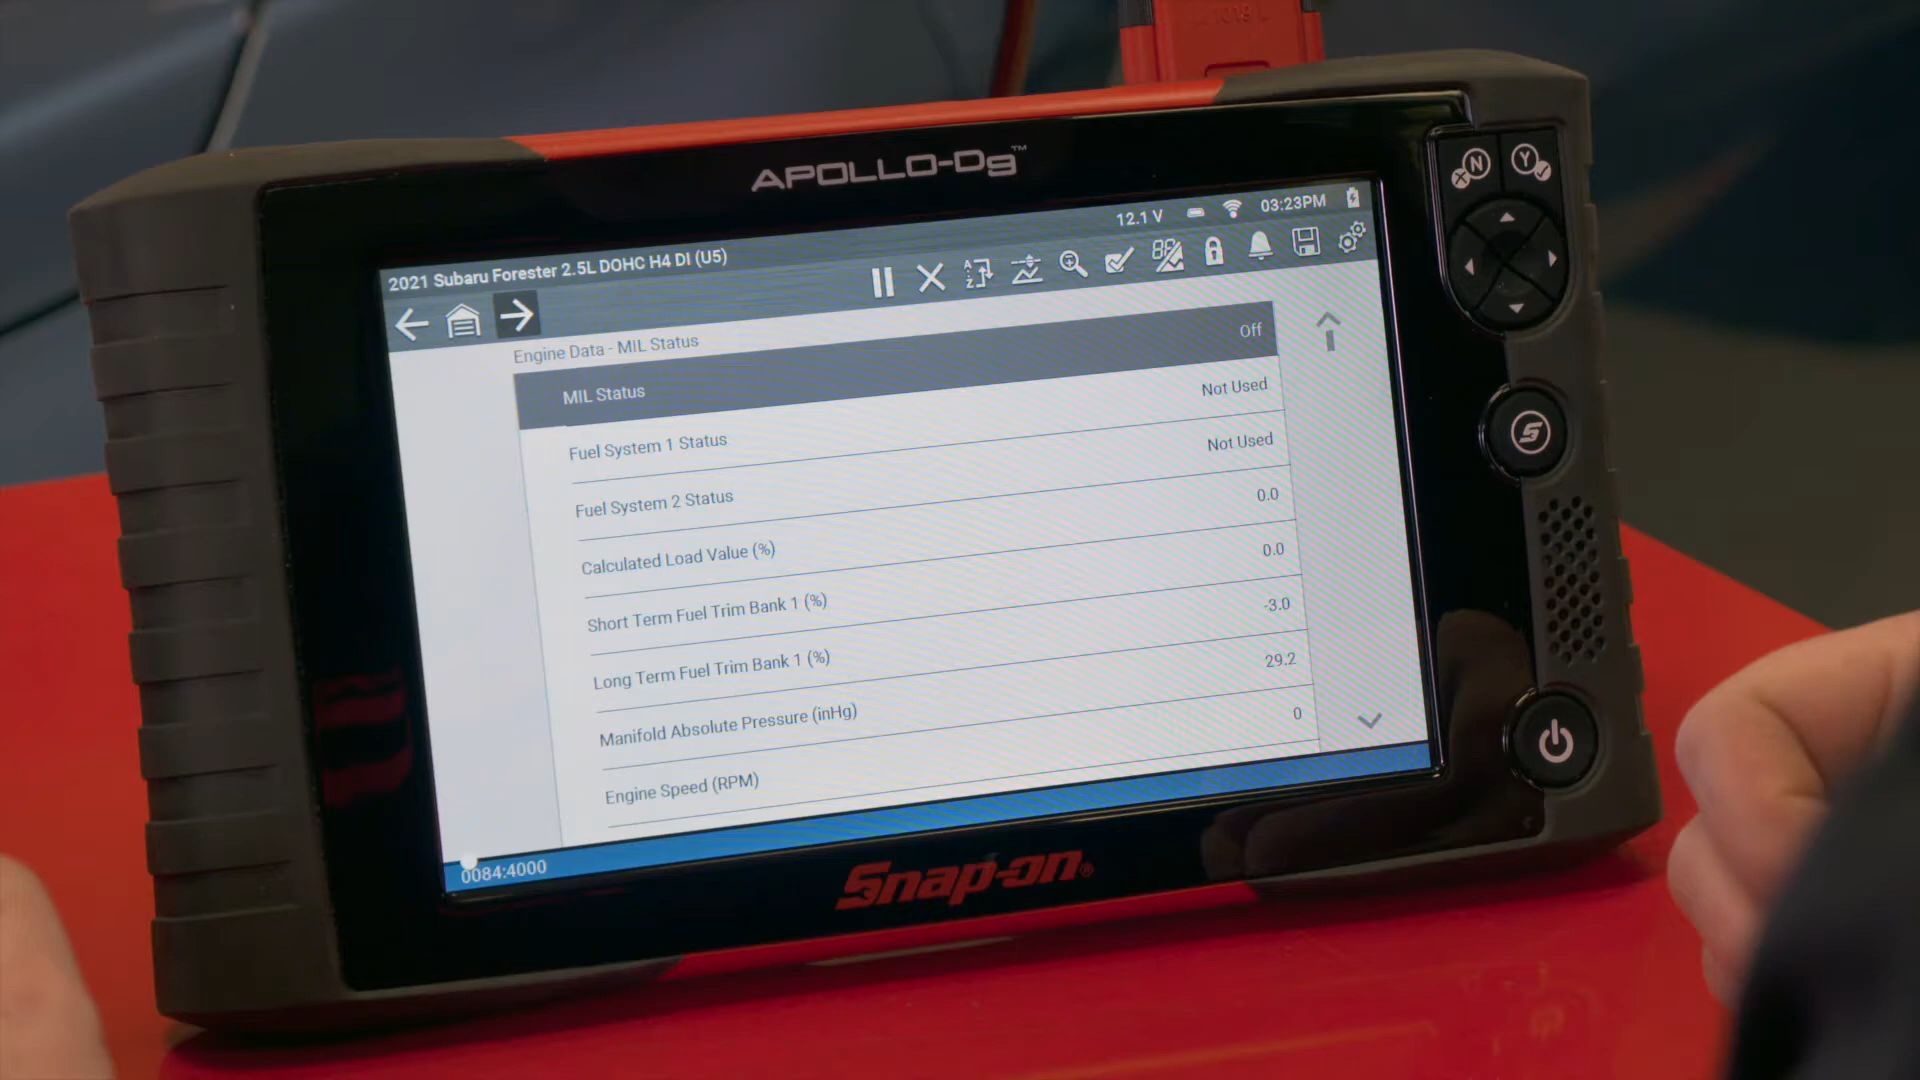 APOLLO-D9™
N
Y
12.1 V
03:23PM
2021 Subaru Forester 2.5L DOHC H4 DI (U5)
Engine Data - MIL Status
MIL Status Off
Fuel System 1 Status Not Used
Fuel System 2 Status Not Used
Calculated Load Value (%) 0.0
Short Term Fuel Trim Bank 1 (%) 0.0
Long Term Fuel Trim Bank 1 (%) -3.0
Manifold Absolute Pressure (inHg) 29.2
Engine Speed (RPM) 0
0084:4000
Snap-on®